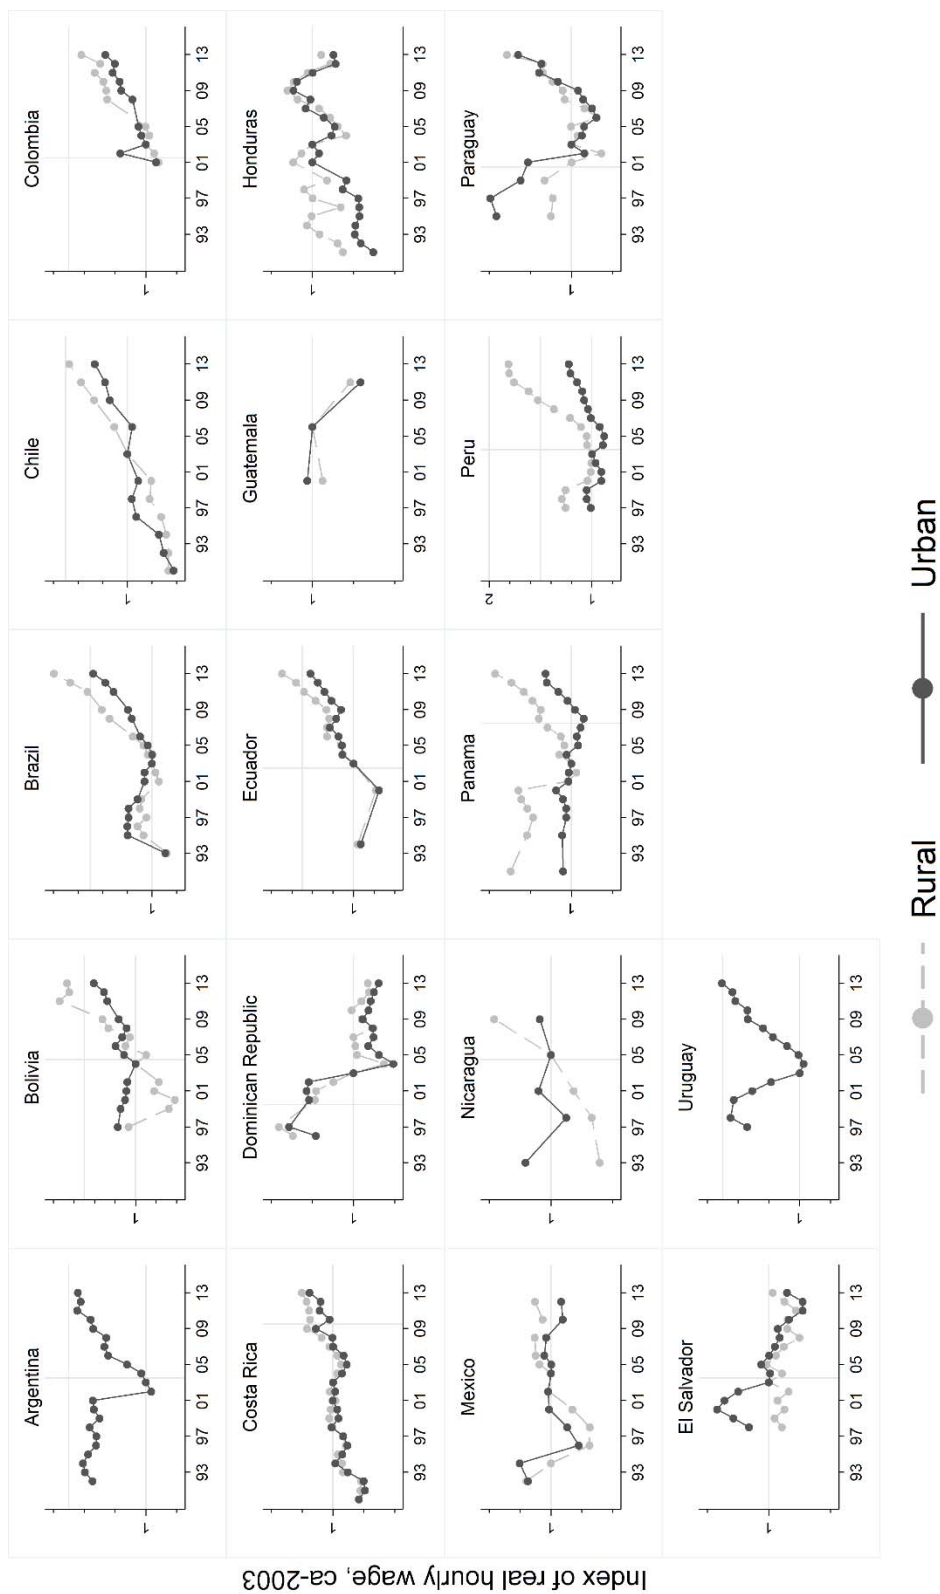 Index of real hourly wage, ca-2003
Argentina
1
93 97 01 05 09 13
Bolivia
1
93 97 01 05 09 13
Brazil
1
93 97 01 05 09 13
Chile
1
93 97 01 05 09 13
Colombia
1
93 97 01 05 09 13
Costa Rica
1
93 97 01 05 09 13
Dominican Republic
1
93 97 01 05 09 13
Ecuador
1
93 97 01 05 09 13
Guatemala
1
93 97 01 05 09 13
Honduras
1
93 97 01 05 09 13
Mexico
1
93 97 01 05 09 13
Nicaragua
1
93 97 01 05 09 13
Panama
1
93 97 01 05 09 13
Peru
2
1
93 97 01 05 09 13
Paraguay
1
93 97 01 05 09 13
El Salvador
1
93 97 01 05 09 13
Uruguay
1
93 97 01 05 09 13
Rural Urban